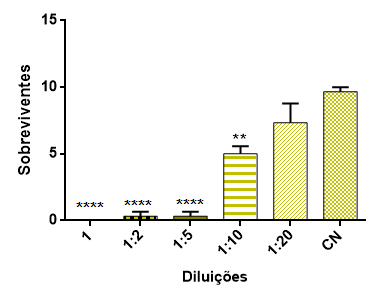 Sobreviventes
15
10
5
0
**** **** **** **
1 1:2 1:5 1:10 1:20 CN
Diluições